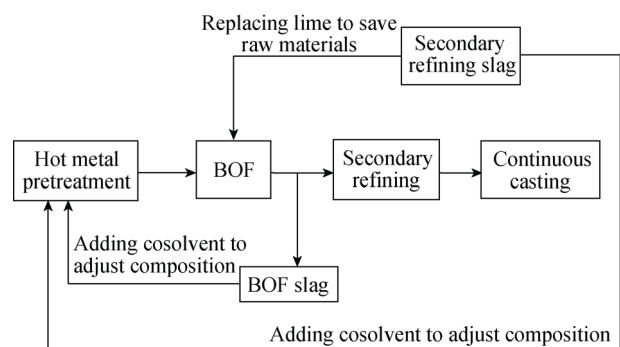 Replacing lime to save
raw materials
Secondary
refining slag
Hot metal
pretreatment
BOF
Secondary
refining
Continuous
casting
Adding cosolvent to
adjust composition
BOF slag
Adding cosolvent to adjust composition